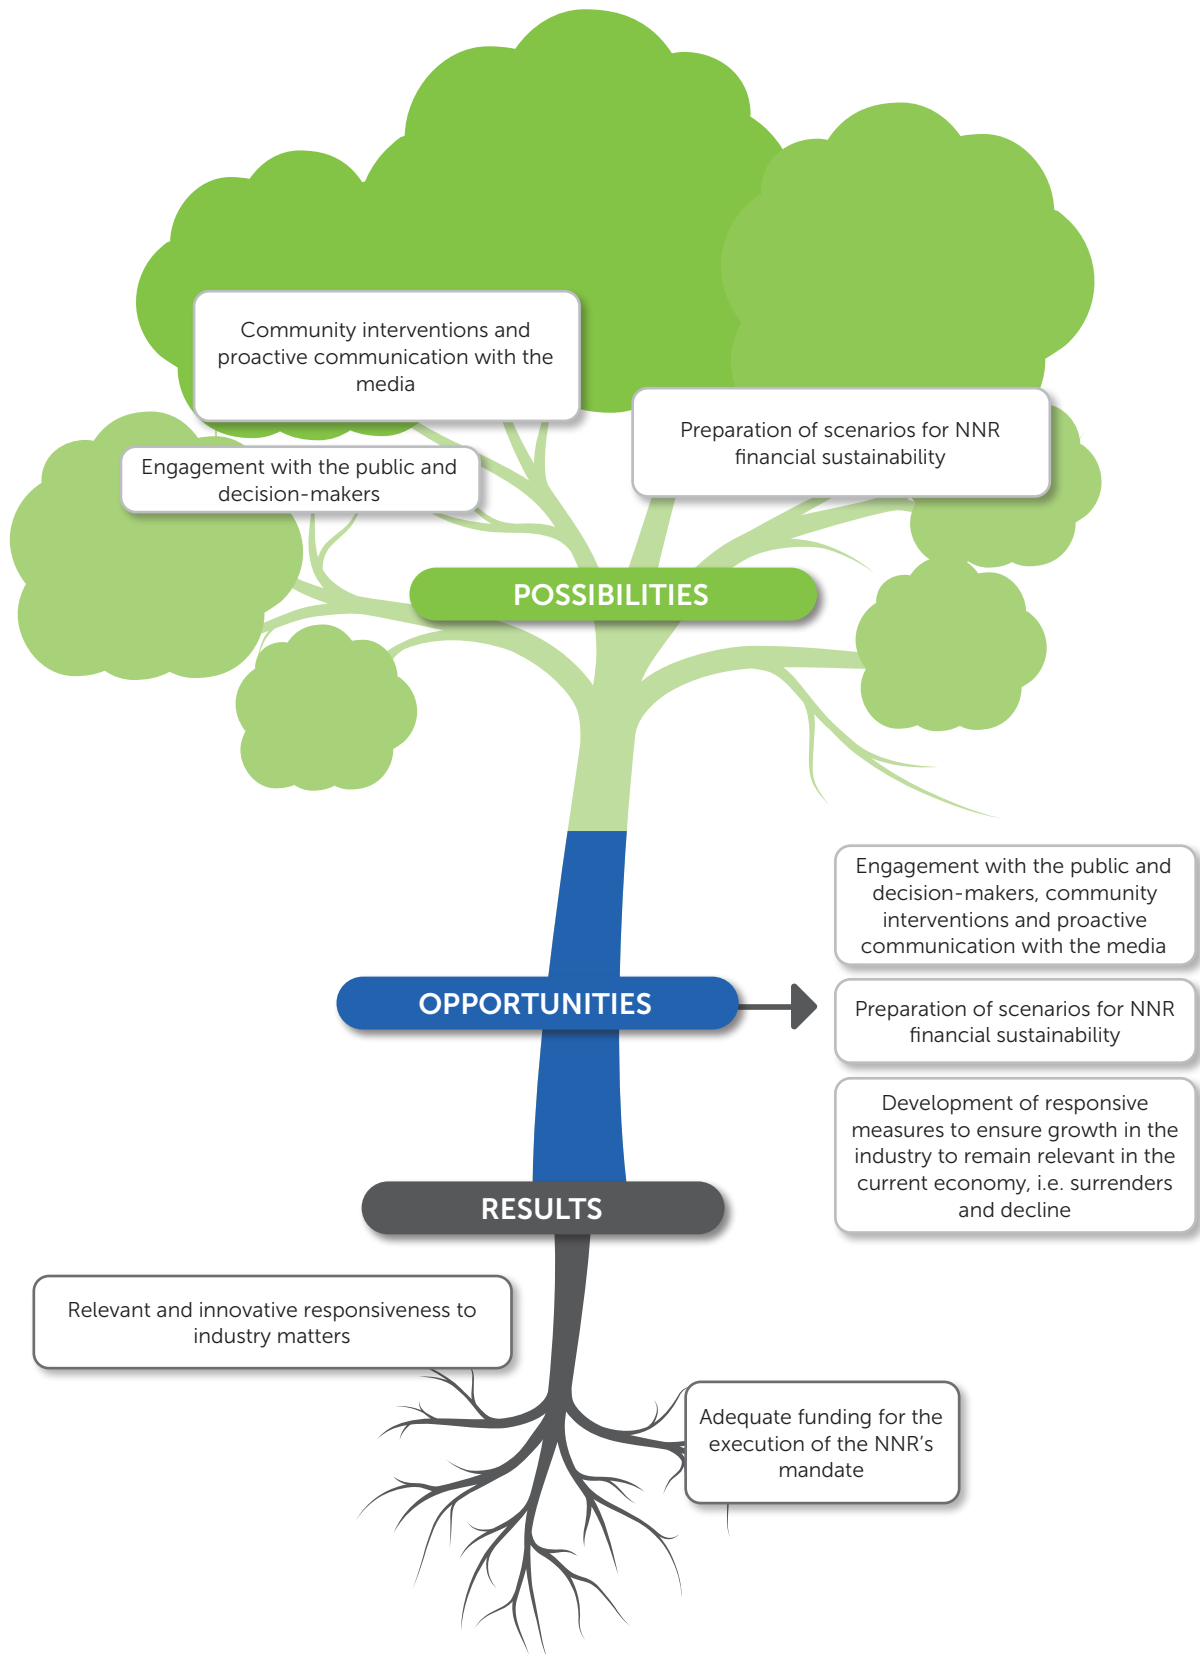 Community interventions and
proactive communication with the
media
Engagement with the public and
decision-makers
Preparation of scenarios for NNR
financial sustainability
POSSIBILITIES
OPPORTUNITIES
Engagement with the public and
decision-makers, community
interventions and proactive
communication with the media
Preparation of scenarios for NNR
financial sustainability
Development of responsive
measures to ensure growth in the
industry to remain relevant in the
current economy, i.e. surrenders
and decline
RESULTS
Relevant and innovative responsiveness to
industry matters
Adequate funding for the
execution of the NNR’s
mandate